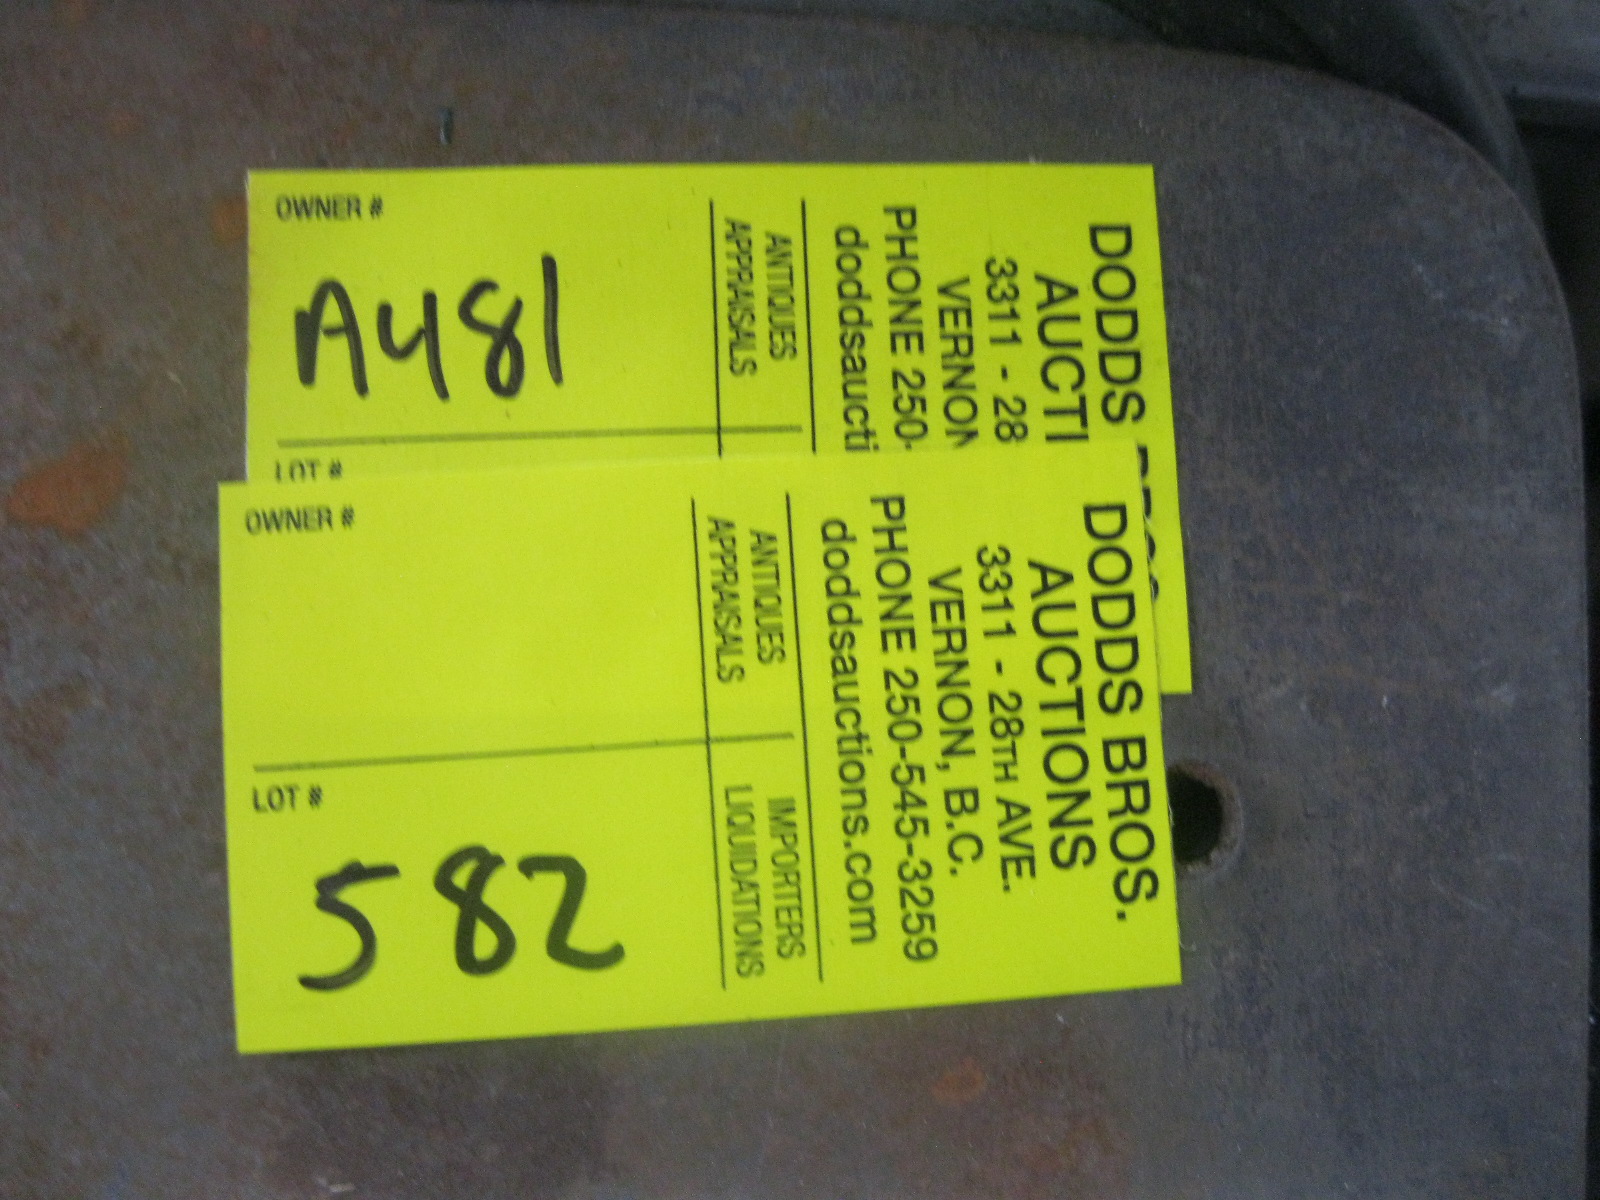 DODDS BROS.
AUCTI
3311 - 28
VERNON
PHONE 250-
doddsaucti
ANTIQUES
APPRAISALS
OWNER #
A481
LOT #
DODDS BROS.
AUCTIONS
3311 - 28TH AVE.
VERNON, B.C.
PHONE 250-545-3259
doddsauctions.com
ANTIQUES IMPORTERS
APPRAISALS LIQUIDATIONS
OWNER #
LOT #
582